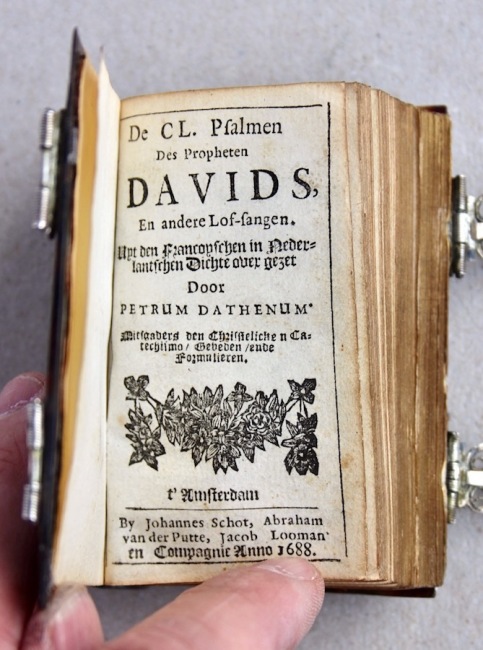 De CL. Psalmen
Des Propheten
DAVIDS,
En andere Lof-sangen.
Uyt den Francoyschen in Neder-
lantschen Dichte over gezet
Door
PETRUM DATHENUM.
Mitsgaders den Christelicken Ca-
techismo / Gebeden / ende
Formulieren.
t' Amsterdam
By Johannes Schot, Abraham
van der Putte, Jacob Looman
en Compagnie Anno 1688.